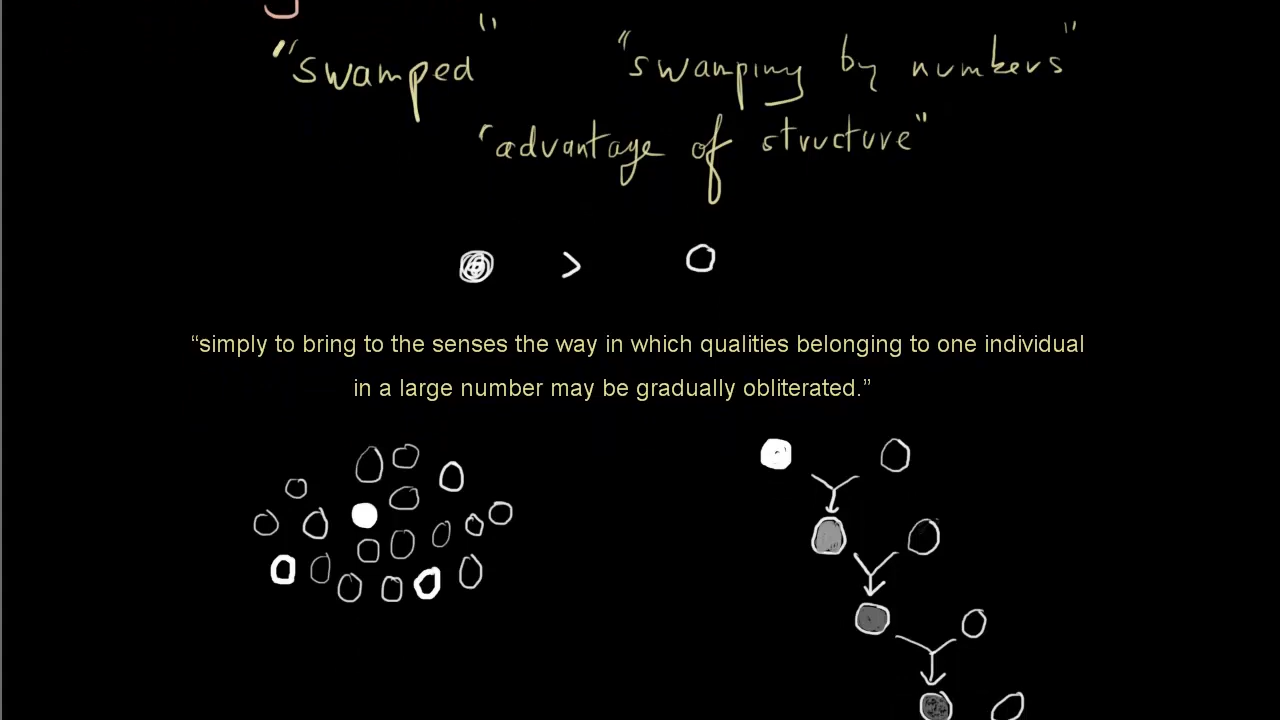 "swamped" "swamping by numbers"
"advantage of structure"
>
“simply to bring to the senses the way in which qualities belonging to one individual
in a large number may be gradually obliterated.”